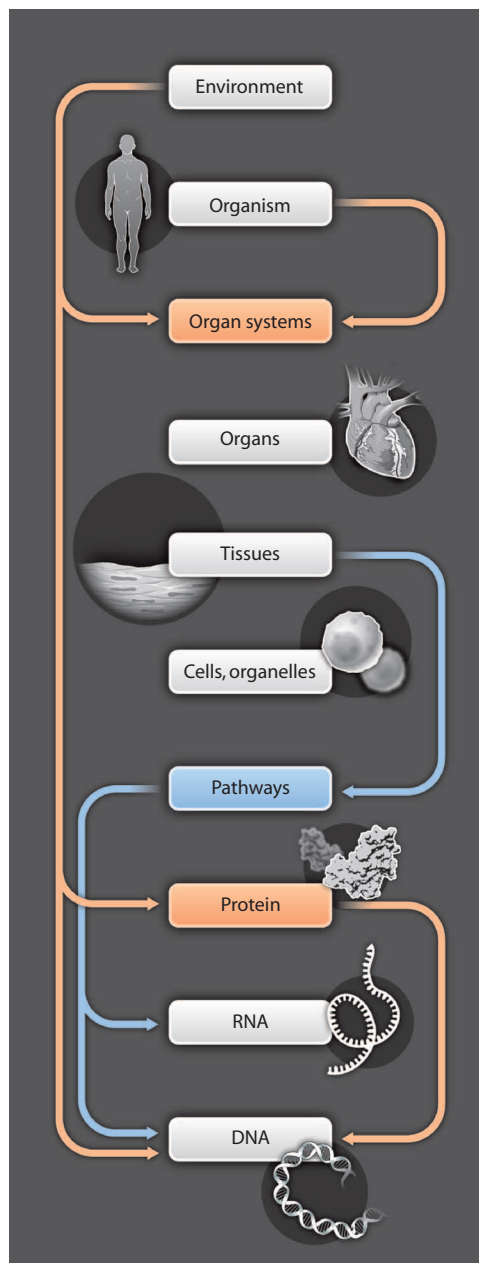 Environment
Organism
Organ systems
Organs
Tissues
Cells, organelles
Pathways
Protein
RNA
DNA